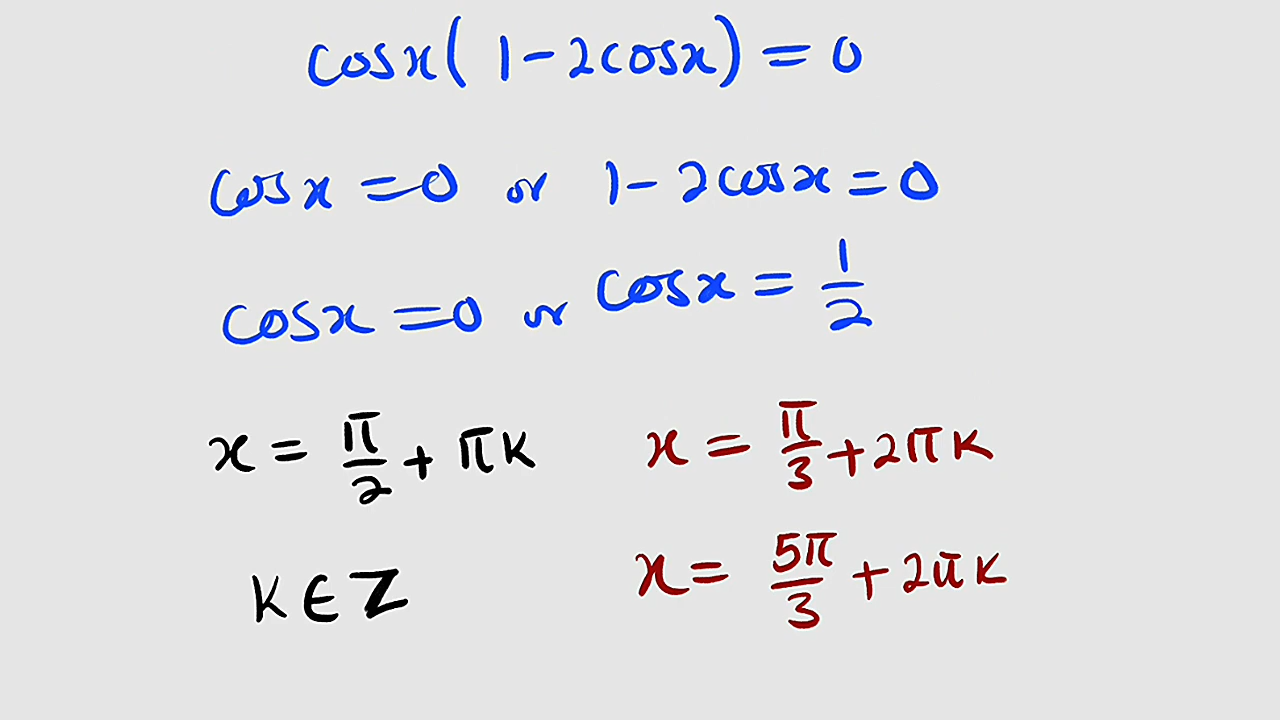 cosx( 1-2cosx) = 0
cosx = 0 or 1-2cosx = 0
cosx = 0 or cosx = 1/2
x = π/2 + πk x = π/3 + 2πk
k ∈ Z x = 5π/3 + 2πk